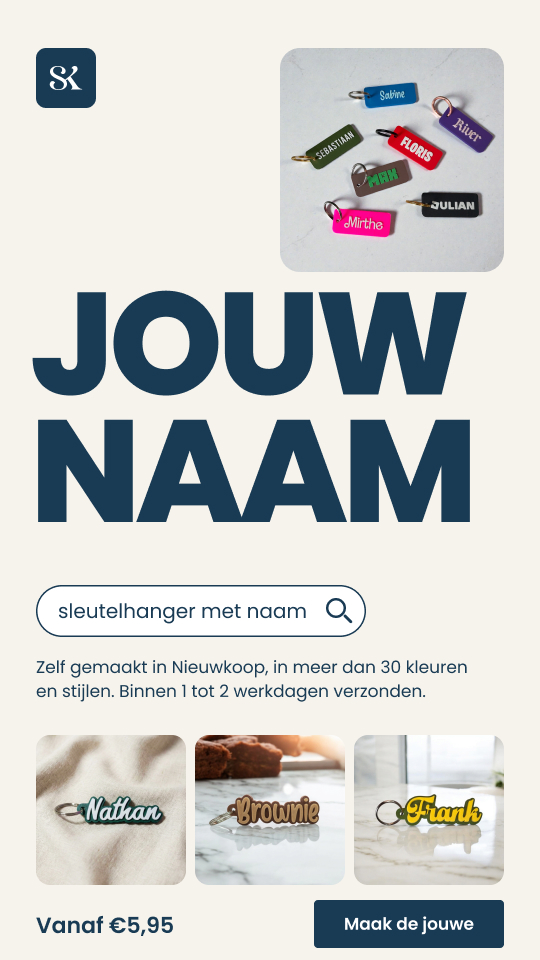 SK
Sabine
River
SEBASTIAAN
FLORIS
MAX
JULIAN
Mirthe
JOUW
NAAM
sleutelhanger met naam
Zelf gemaakt in Nieuwkoop, in meer dan 30 kleuren
en stijlen. Binnen 1 tot 2 werkdagen verzonden.
Nathan
Brownie
Frank
Vanaf €5,95
Maak de jouwe